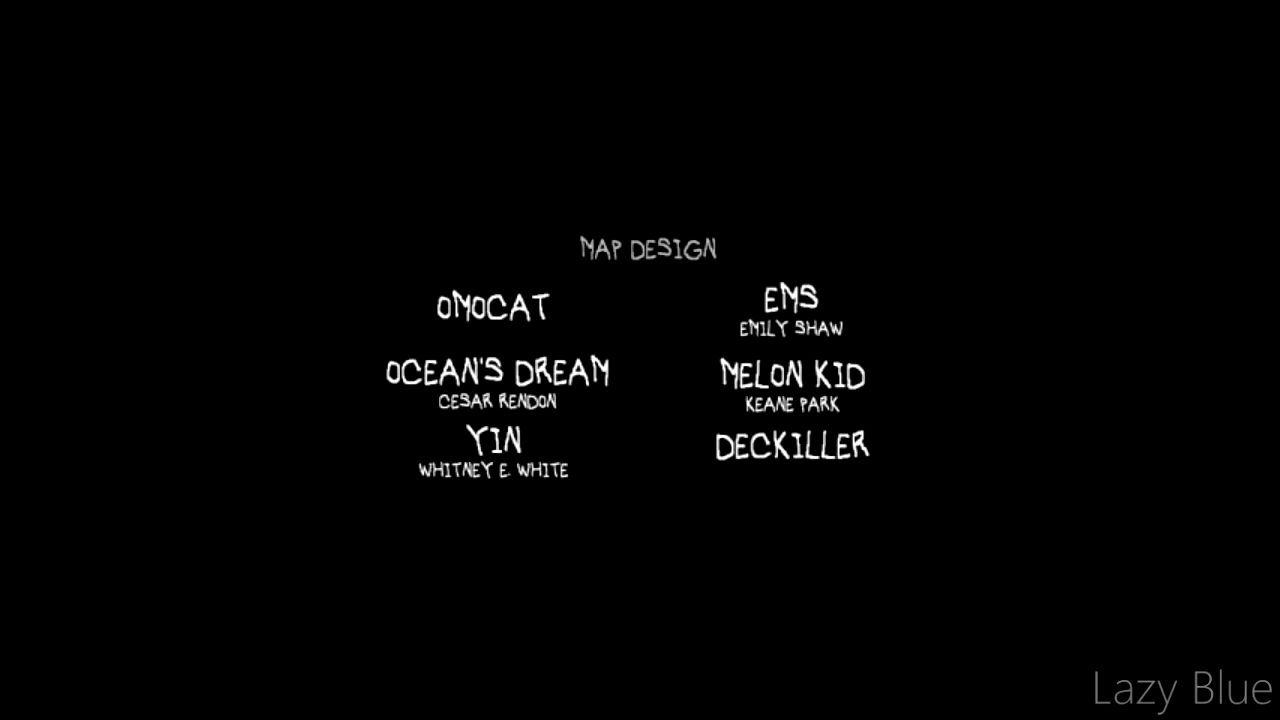 MAP DESIGN
OMOCAT
EMS
EMILY SHAW
OCEAN'S DREAM
CESAR RENDON
MELON KID
KEANE PARK
YIN
WHITNEY E. WHITE
DECKILLER
Lazy Blue